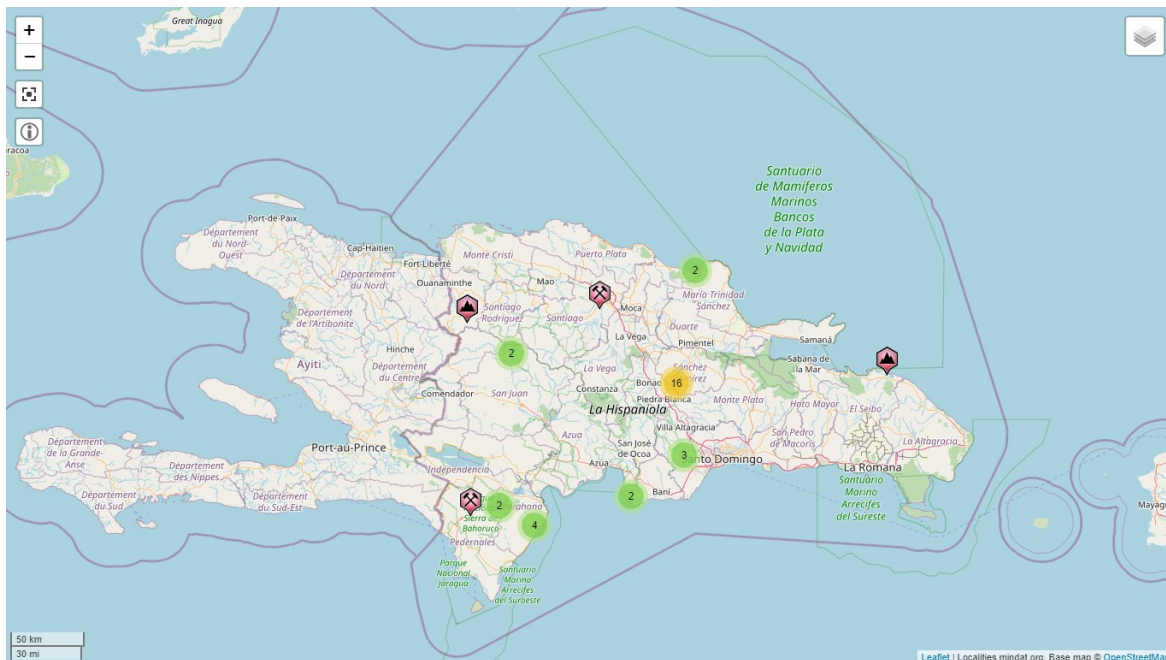 Great Inagua
+
−
aracoa
Santuario
de Mamíferos
Marinos
Bancos
de la Plata
y Navidad
Port-de-Paix
Département
du Nord-
Ouest
Cap-Haïtien
Fort-Liberté
Ouanaminthe
Monte Cristi
Puerto Plata
2
Département
du Nord
Mao
María Trinidad
Sánchez
Département
de l'Artibonite
Santiago
Rodríguez
Santiago
Moca
Duarte
Samaná
La Vega
Pimentel
Hinche
2
Sabana de
la Mar
Ayiti
Département
du Centre
La Vega
Sánchez
Ramírez
16
Bonao
Comendador
San Juan
Constanza
Piedra Blanca
Monte Plata
Hato Mayor
El Seibo
La Hispaniola
Villa Altagracia
San Pedro
de Macorís
La Altagracia
Azua
San José
de Ocoa
Port-au-Prince
3
Santo Domingo
Département
de la Grande-
Anse
Département
des Nippes
Independencia
Azua
La Romana
Département
du Sud
Département
du Sud-Est
2
Baní
Santuario
Marino
Arrecifes
del Sureste
2
arahona
Sierra de
Bahoruco
4
Pedernales
Mayagü
Parque
Nacional
Jaragua
Santuario
Marino
Arrecifes
del Suroeste
50 km
30 mi
Leaflet | Localities mindat.org, Base map © OpenStreetMap